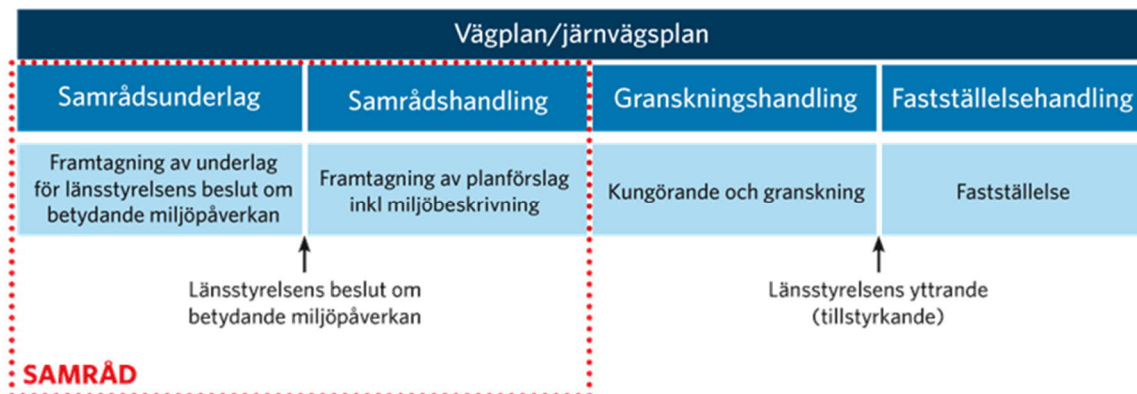 Vägplan/järnvägsplan
Samrådsunderlag
Samrådshandling
Granskningshandling
Fastställelsehandling
Framtagning av underlag
för länsstyrelsens beslut om
betydande miljöpåverkan
Framtagning av planförslag
inkl miljöbeskrivning
Kungörande och granskning
Fastställelse
Länsstyrelsens beslut om
betydande miljöpåverkan
Länsstyrelsens yttrande
(tillstyrkande)
SAMRÅD